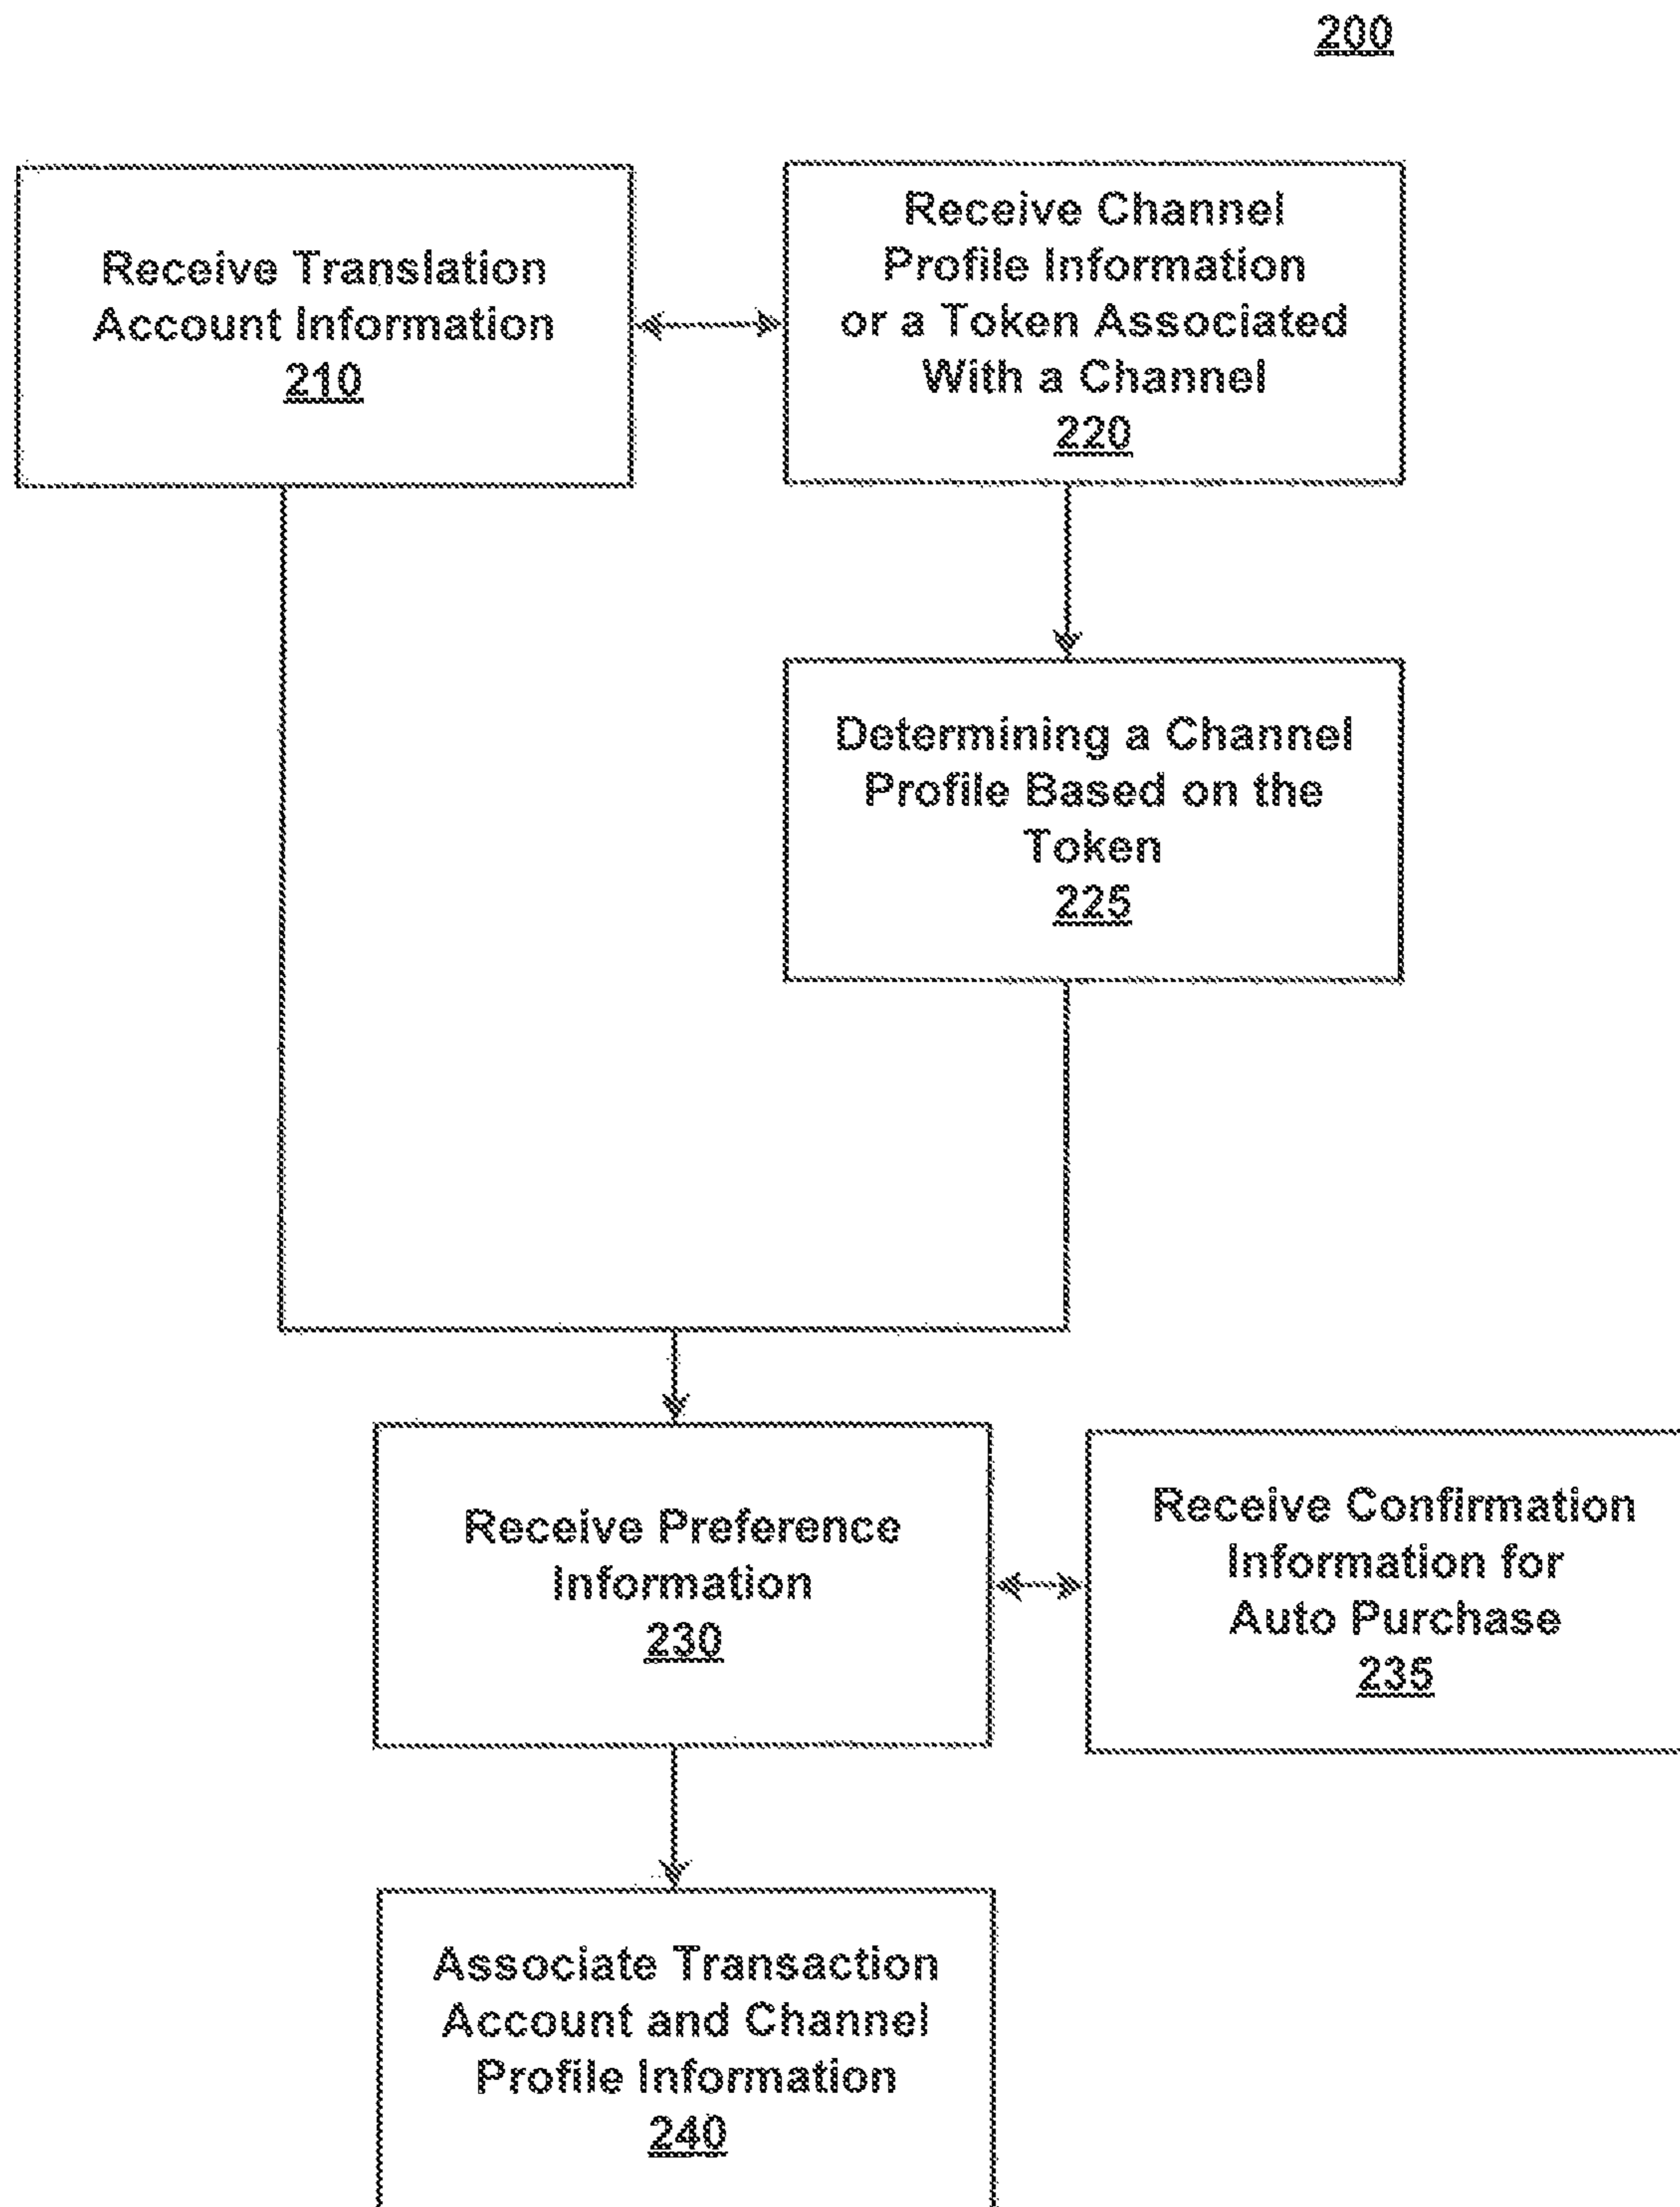 200
Receive Translation
Account Information
210
Receive Channel
Profile Information
or a Token Associated
With a Channel
220
Determining a Channel
Profile Based on the
Token
225
Receive Preference
Information
230
Receive Confirmation
Information for
Auto Purchase
235
Associate Transaction
Account and Channel
Profile Information
240